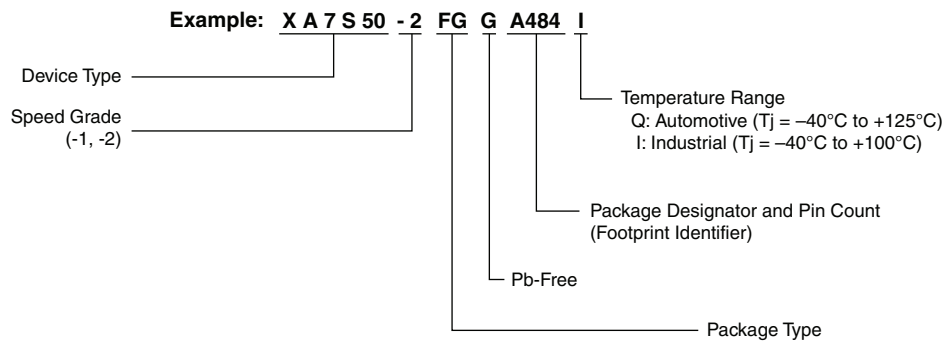 Example: X A 7 S 50 - 2 FG G A484 I
Device Type
Speed Grade
(-1, -2)
Temperature Range
Q: Automotive (Tj = –40°C to +125°C)
I: Industrial (Tj = –40°C to +100°C)
Package Designator and Pin Count
(Footprint Identifier)
Pb-Free
Package Type